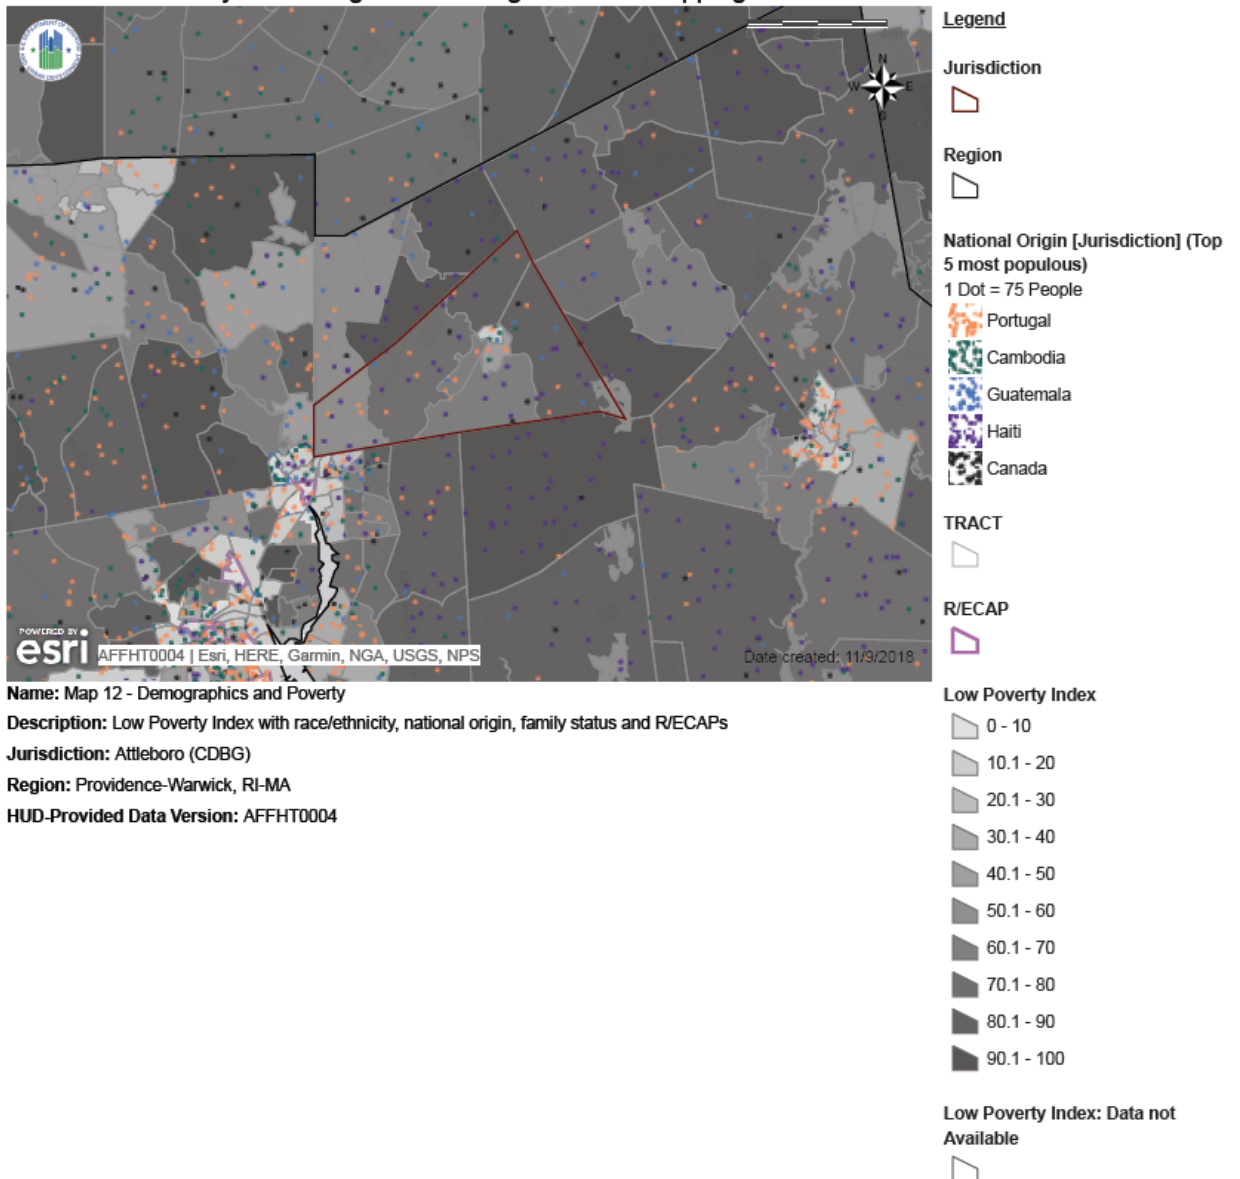 Legend
Jurisdiction
Region
National Origin [Jurisdiction] (Top
5 most populous)
1 Dot = 75 People
Portugal
Cambodia
Guatemala
Haiti
Canada
TRACT
R/ECAP
Low Poverty Index
0 - 10
10.1 - 20
20.1 - 30
30.1 - 40
40.1 - 50
50.1 - 60
60.1 - 70
70.1 - 80
80.1 - 90
90.1 - 100
Low Poverty Index: Data not
Available
N
W E
S
POWERED BY
esri
AFFHT0004 | Esri, HERE, Garmin, NGA, USGS, NPS
Date created: 11/9/2018
Name: Map 12 - Demographics and Poverty
Description: Low Poverty Index with race/ethnicity, national origin, family status and R/ECAPs
Jurisdiction: Attleboro (CDBG)
Region: Providence-Warwick, RI-MA
HUD-Provided Data Version: AFFHT0004